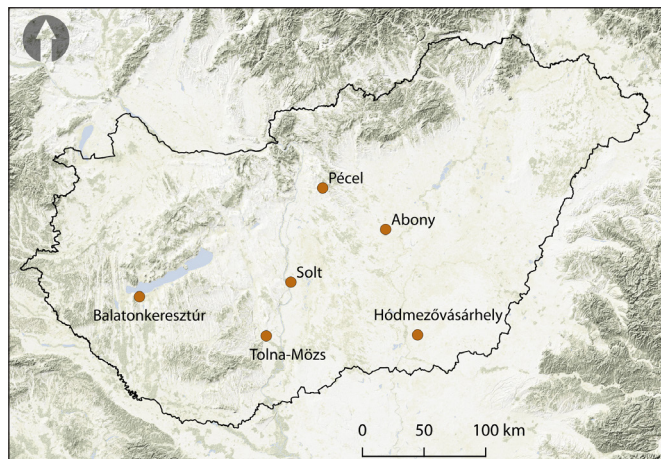 Pécel
Abony
Solt
Balatonkeresztúr
Hódmezővásárhely
Tolna-Mözs
0 50 100 km